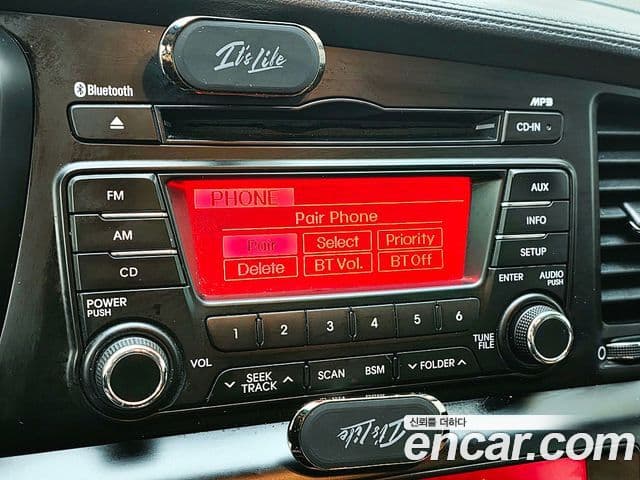 It's Life
Bluetooth
MP3
CD-IN
FM
AM
CD
POWER
PUSH
VOL
PHONE
Pair Phone
Pair Select Priority
Delete BT Vol. BT Off
AUX
INFO
SETUP
ENTER
AUDIO
PUSH
TUNE
FILE
1 2 3 4 5 6
SEEK
TRACK
SCAN
BSM
FOLDER
0
It's Life
신뢰를 더하다
encar.com